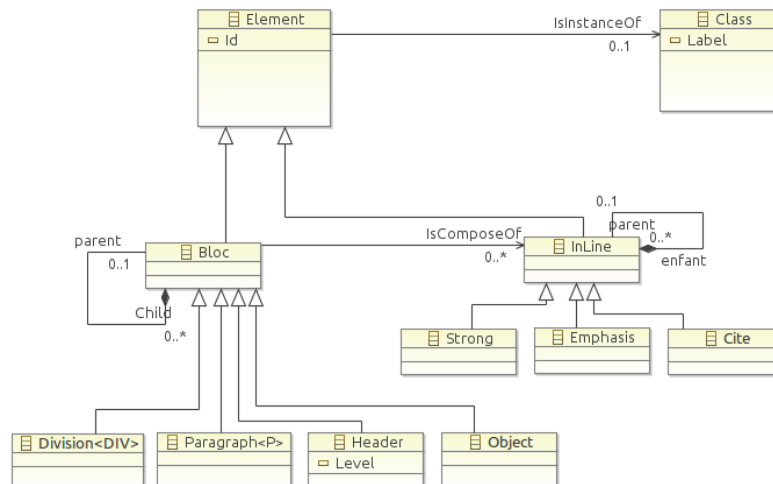 Element
Id
IsInstanceOf
0..1
Class
Label
parent
0..1
Bloc
Child
0..*
IsComposeOf
0..*
0..1
parent
0..*
InLine
enfant
Strong
Emphasis
Cite
Division<DIV>
Paragraph<P>
Header
Level
Object